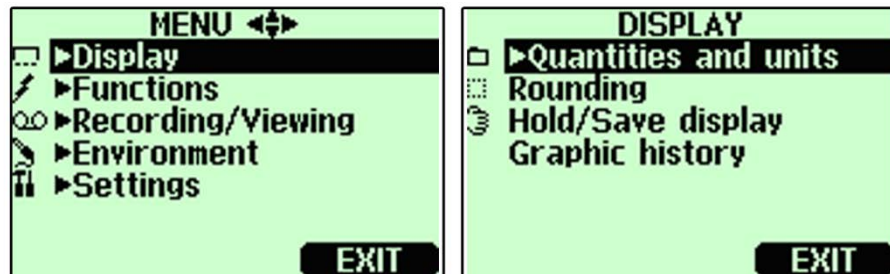 MENU ◄♦►
►Display
►Functions
►Recording/Viewing
►Environment
►Settings
EXIT
DISPLAY
►Quantities and units
Rounding
Hold/Save display
Graphic history
EXIT